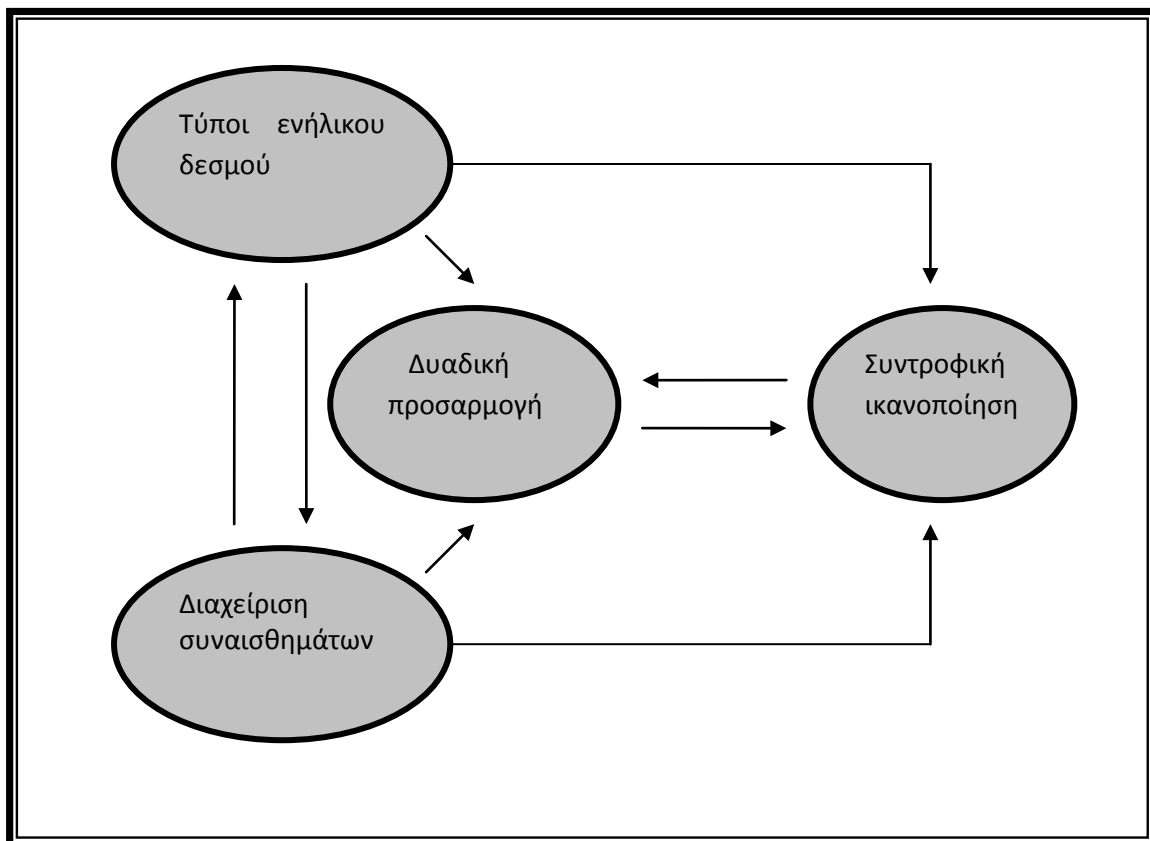 Τύποι ενήλικου
δεσμού
Δυαδική
προσαρμογή
Συντροφική
ικανοποίηση
Διαχείριση
συναισθημάτων